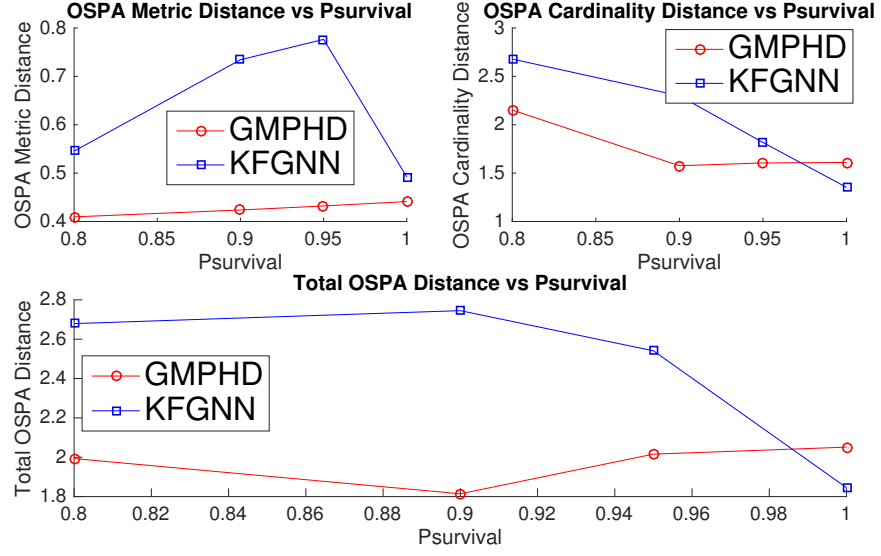 OSPA Metric Distance vs Psurvival
OSPA Metric Distance
0.8
0.7
0.6
0.5
0.4
0.8 0.85 0.9 0.95 1
Psurvival
GMPHD
KFGNN
OSPA Cardinality Distance vs Psurvival
OSPA Cardinality Distance
3
2.5
2
1.5
1
0.8 0.85 0.9 0.95 1
Psurvival
GMPHD
KFGNN
Total OSPA Distance vs Psurvival
Total OSPA Distance
2.8
2.6
2.4
2.2
2
1.8
0.8 0.82 0.84 0.86 0.88 0.9 0.92 0.94 0.96 0.98 1
Psurvival
GMPHD
KFGNN